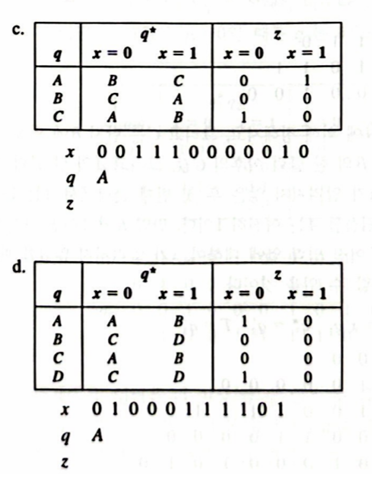 c.
q* z
q x = 0 x = 1 x = 0 x = 1
A B C 0 1
B C A 0 0
C A B 1 0
x 0 0 1 1 1 0 0 0 0 0 1 0
q A
z
d.
q* z
q x = 0 x = 1 x = 0 x = 1
A A B 0 0
B C D 0 0
C A B 0 0
D C D 1 0
x 0 1 0 0 0 1 1 1 1 1 0 1
q A
z